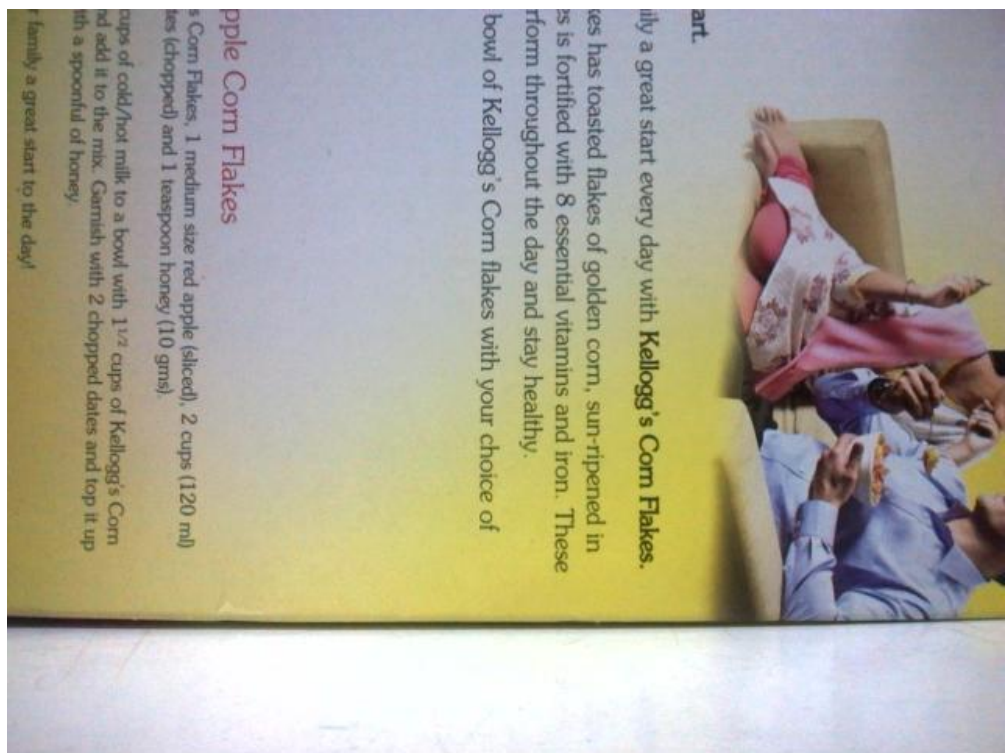 art.
ily a great start every day with Kellogg's Corn Flakes.
kes has toasted flakes of golden corn, sun-ripened in
es is fortified with 8 essential vitamins and iron. These
rform throughout the day and stay healthy.
bowl of Kellogg's Corn flakes with your choice of
pple Corn Flakes
s Corn Flakes, 1 medium size red apple (sliced), 2 cups (120 ml)
tes (chopped) and 1 teaspoon honey (10 gms)
cups of cold/hot milk to a bowl with 1 1/2 cups of Kellogg's Corn
nd add it to the mix. Garnish with 2 chopped dates and top it up
ith a spoonful of honey.
r family a great start to the day!